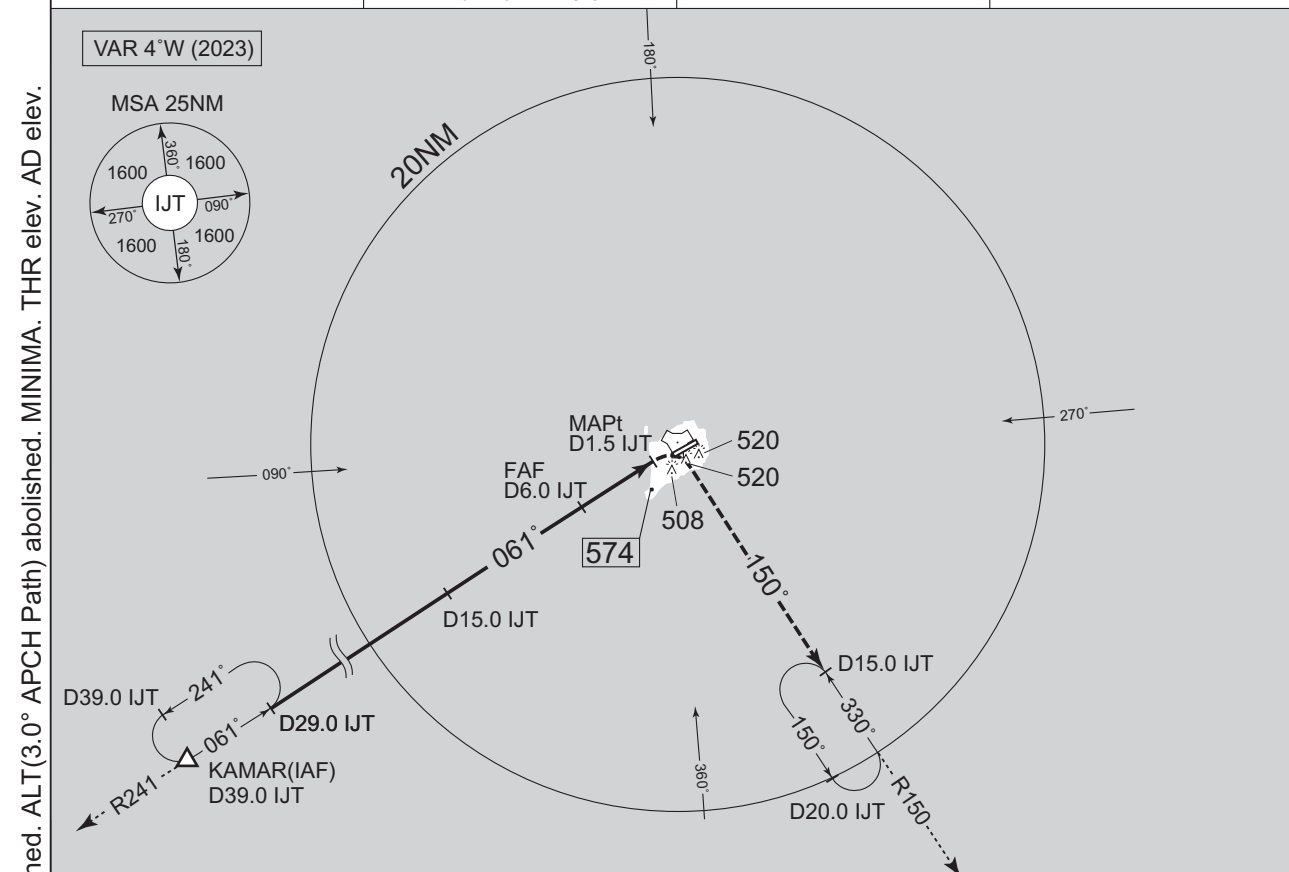 VAR 4°W (2023)
MSA 25NM
360°
1600
1600
IJT
270°
090°
1600
180°
1600
180°
20NM
270°
090°
MAPt
D1.5 IJT
520
FAF
D6.0 IJT
520
508
574
061°
150°
D15.0 IJT
D15.0 IJT
241°
D39.0 IJT
061°
D29.0 IJT
KAMAR(IAF)
D39.0 IJT
R241
330°
150°
360°
D20.0 IJT
R150
ALT(3.0° APCH Path) abolished. MINIMA. THR elev. AD elev.